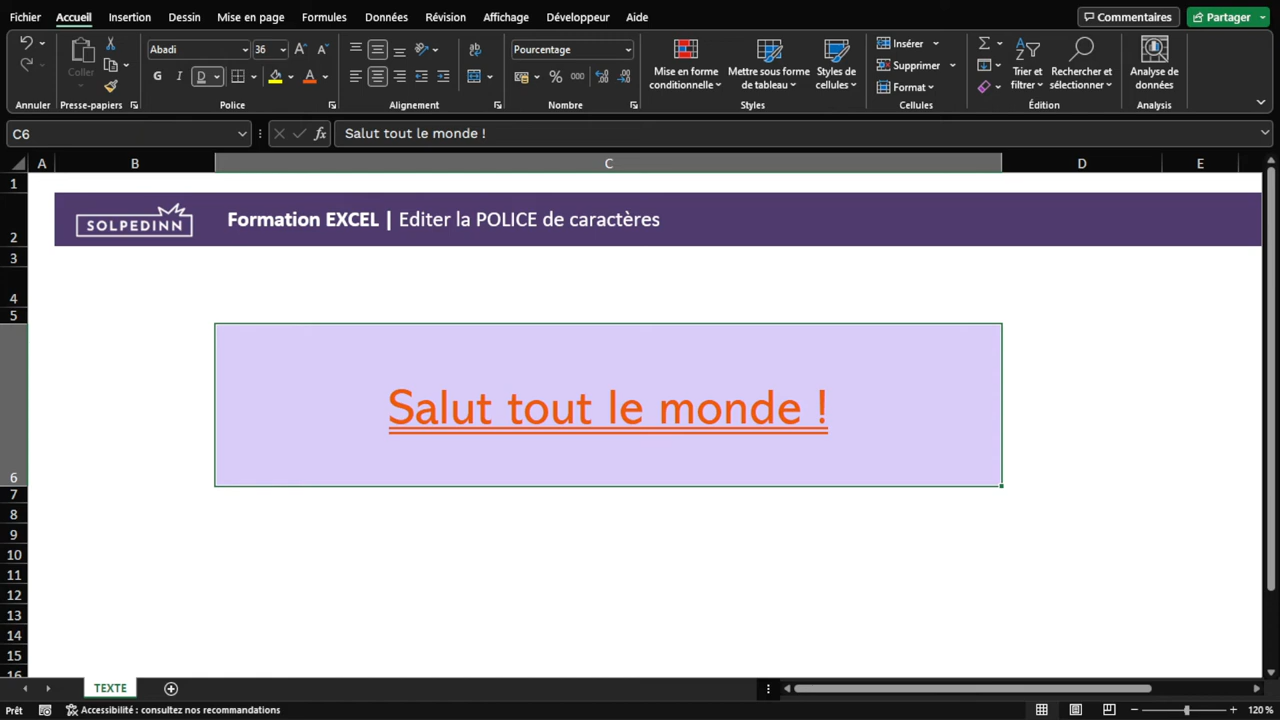 Fichier Accueil Insertion Dessin Mise en page Formules Données Révision Affichage Développeur Aide Commentaires Partager
Coller
Abadi 36
G I D
Pourcentage
% 000
Mise en forme conditionnelle
Mettre sous forme de tableau
Styles de cellules
Insérer
Supprimer
Format
Trier et filtrer
Rechercher et sélectionner
Analyse de données
Annuler Presse-papiers Police Alignement Nombre Styles Cellules Édition Analysis
C6 fx Salut tout le monde !
A B C D E
1
2 SOLPEDINN Formation EXCEL | Editer la POLICE de caractères
3
4
5
Salut tout le monde !
6
7
8
9
10
11
12
13
14
15
16
TEXTE
Prêt Accessibilité : consultez nos recommandations 120 %